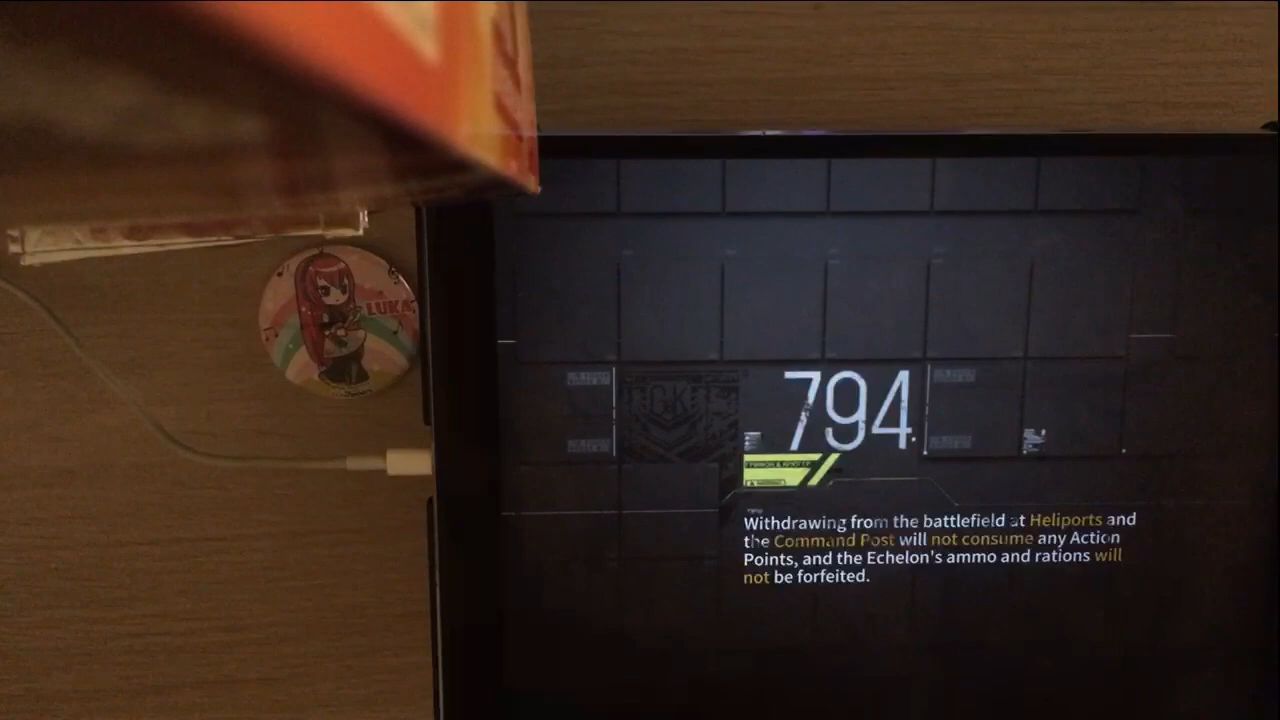 LUKA
794
TIPS
Withdrawing from the battlefield at Heliports and
the Command Post will not consume any Action
Points, and the Echelon's ammo and rations will
not be forfeited.